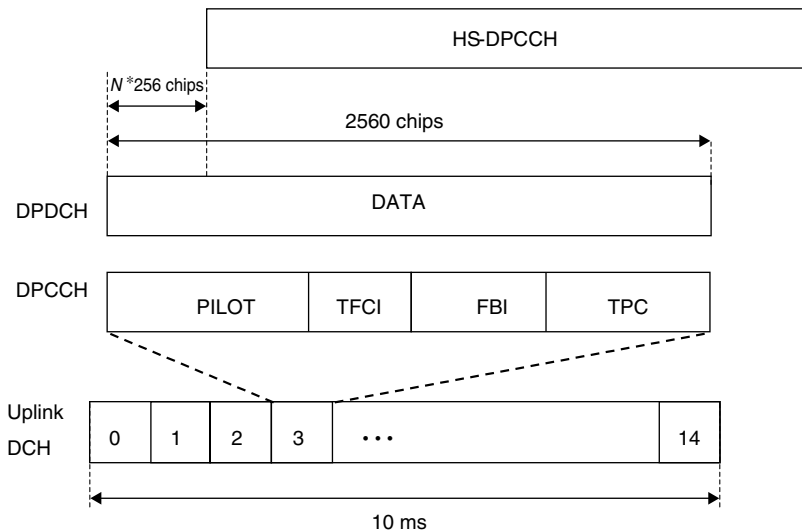 HS-DPCCH
N *256 chips
2560 chips
DPDCH
DATA
DPCCH
PILOT
TFCI
FBI
TPC
Uplink
DCH
0
1
2
3
•••
14
10 ms